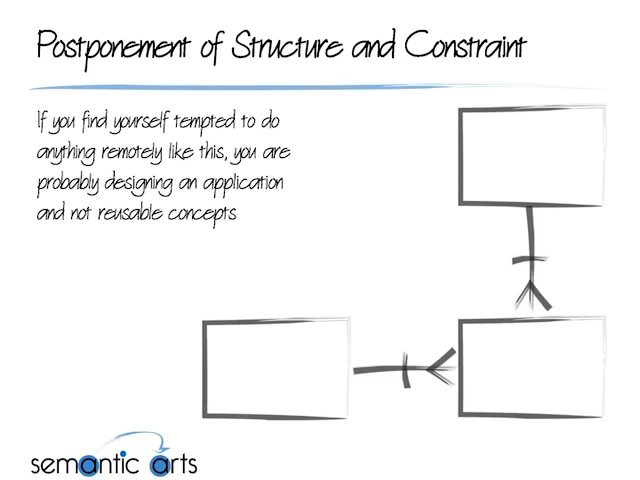 Postponement of Structure and Constraint
If you find yourself tempted to do
anything remotely like this, you are
probably designing an application
and not reusable concepts
semantic arts